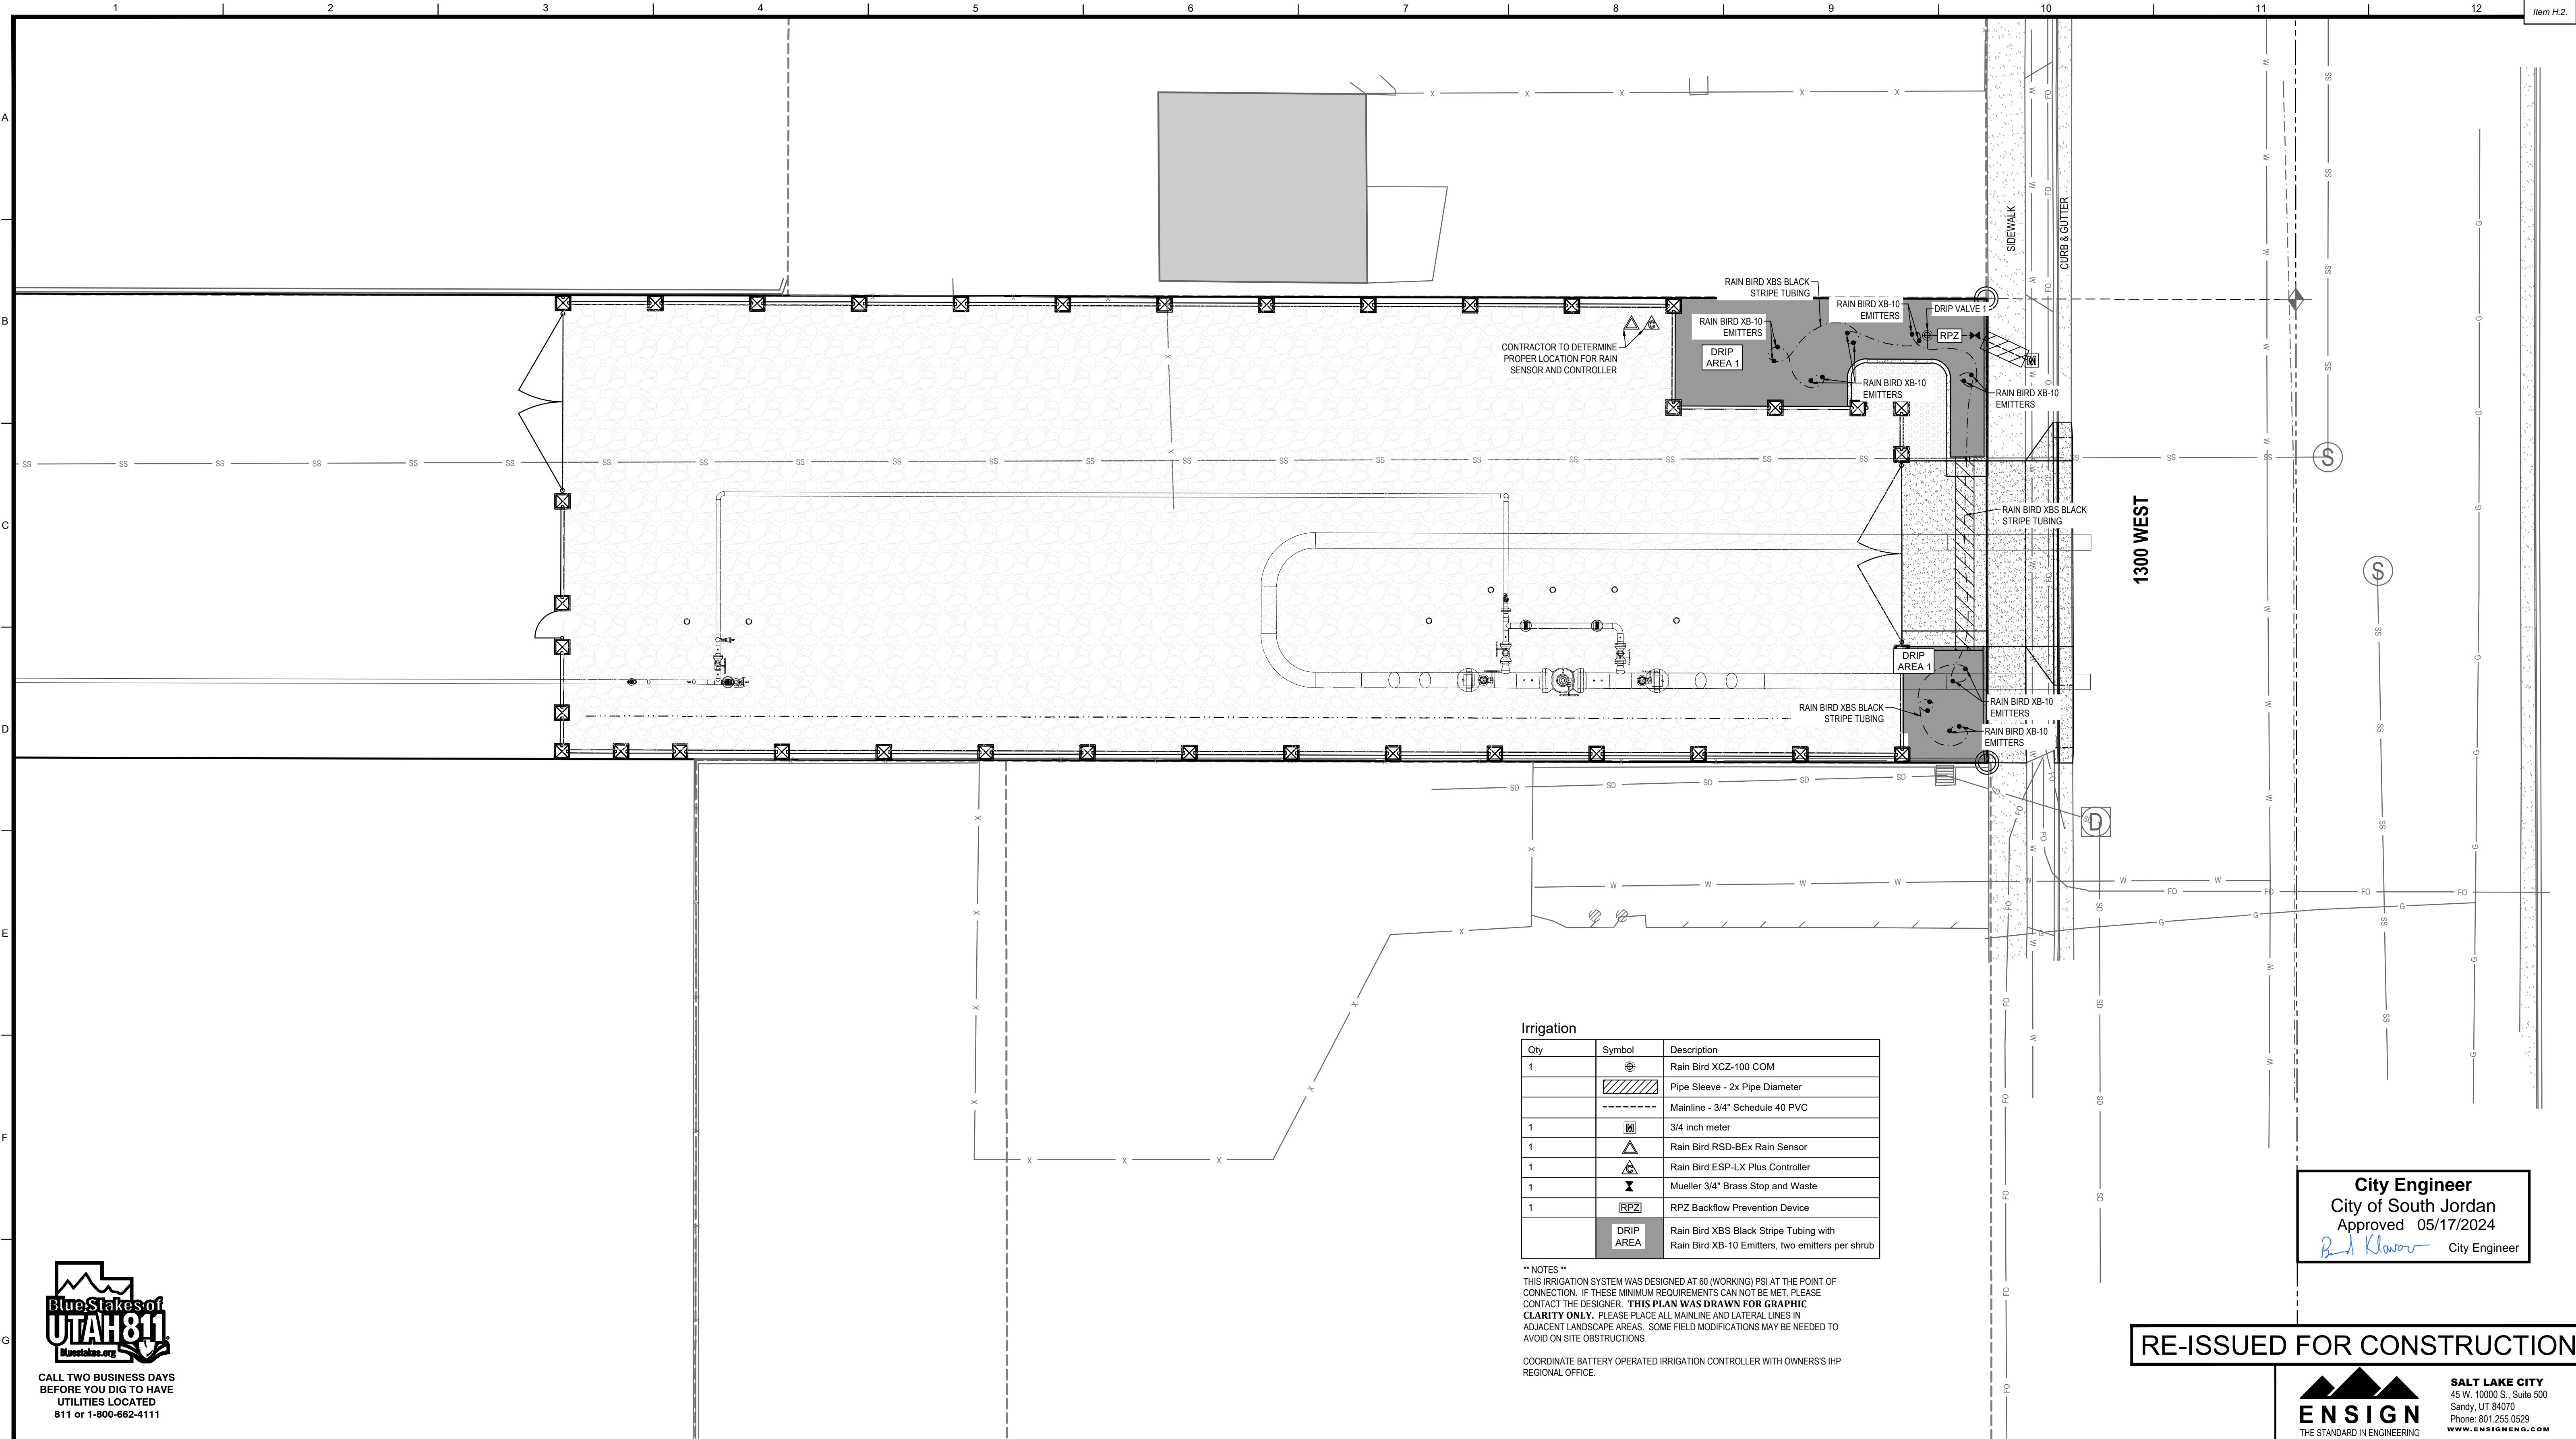 1 2 3 4 5 6 7 8 9 10 11 12
Item H.2.
A
B
C
D
E
F
G
SIDEWALK
CURB & GUTTER
1300 WEST
RAIN BIRD XBS BLACK
STRIPE TUBING
RAIN BIRD XB-10
EMITTERS
RAIN BIRD XB-10
EMITTERS
DRIP VALVE 1
RPZ
M
DRIP
AREA 1
CONTRACTOR TO DETERMINE
PROPER LOCATION FOR RAIN
SENSOR AND CONTROLLER
C
RAIN BIRD XB-10
EMITTERS
RAIN BIRD XB-10
EMITTERS
RAIN BIRD XBS BLACK
STRIPE TUBING
DRIP
AREA 1
RAIN BIRD XBS BLACK
STRIPE TUBING
RAIN BIRD XB-10
EMITTERS
RAIN BIRD XB-10
EMITTERS
S
S
D
SS
SD
W
FO
G
X
Irrigation
Qty Symbol Description
1 Rain Bird XCZ-100 COM
Pipe Sleeve - 2x Pipe Diameter
Mainline - 3/4" Schedule 40 PVC
1 M 3/4 inch meter
1 Rain Bird RSD-BEx Rain Sensor
1 C Rain Bird ESP-LX Plus Controller
1 Mueller 3/4" Brass Stop and Waste
1 RPZ RPZ Backflow Prevention Device
DRIP AREA Rain Bird XBS Black Stripe Tubing with
Rain Bird XB-10 Emitters, two emitters per shrub
** NOTES **
THIS IRRIGATION SYSTEM WAS DESIGNED AT 60 (WORKING) PSI AT THE POINT OF
CONNECTION. IF THESE MINIMUM REQUIREMENTS CAN NOT BE MET, PLEASE
CONTACT THE DESIGNER. THIS PLAN WAS DRAWN FOR GRAPHIC
CLARITY ONLY. PLEASE PLACE ALL MAINLINE AND LATERAL LINES IN
ADJACENT LANDSCAPE AREAS. SOME FIELD MODIFICATIONS MAY BE NEEDED TO
AVOID ON SITE OBSTRUCTIONS.
COORDINATE BATTERY OPERATED IRRIGATION CONTROLLER WITH OWNERS'S IHP
REGIONAL OFFICE.
City Engineer
City of South Jordan
Approved 05/17/2024
City Engineer
RE-ISSUED FOR CONSTRUCTION
ENSIGN
THE STANDARD IN ENGINEERING
SALT LAKE CITY
45 W. 10000 S., Suite 500
Sandy, UT 84070
Phone: 801.255.0529
WWW.ENSIGNENG.COM
Blue Stakes of
UTAH 811
Bluestakes.org
CALL TWO BUSINESS DAYS
BEFORE YOU DIG TO HAVE
UTILITIES LOCATED
811 or 1-800-662-4111